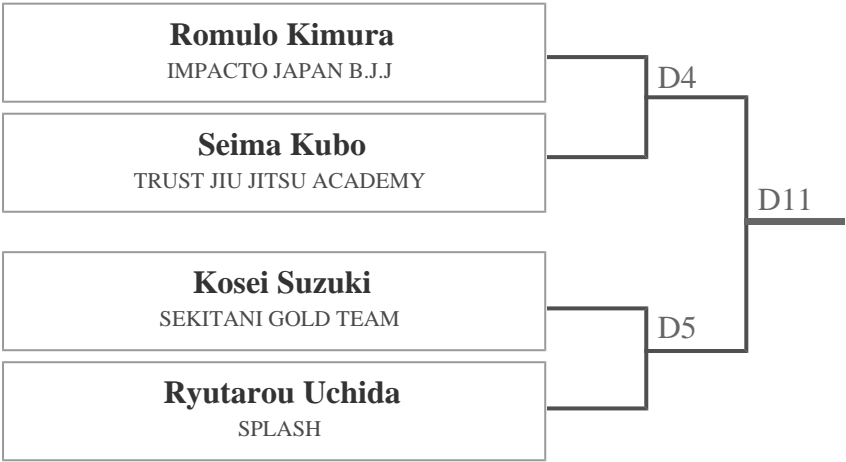 Romulo Kimura
IMPACTO JAPAN B.J.J
D4
Seima Kubo
TRUST JIU JITSU ACADEMY
D11
Kosei Suzuki
SEKITANI GOLD TEAM
D5
Ryutarou Uchida
SPLASH